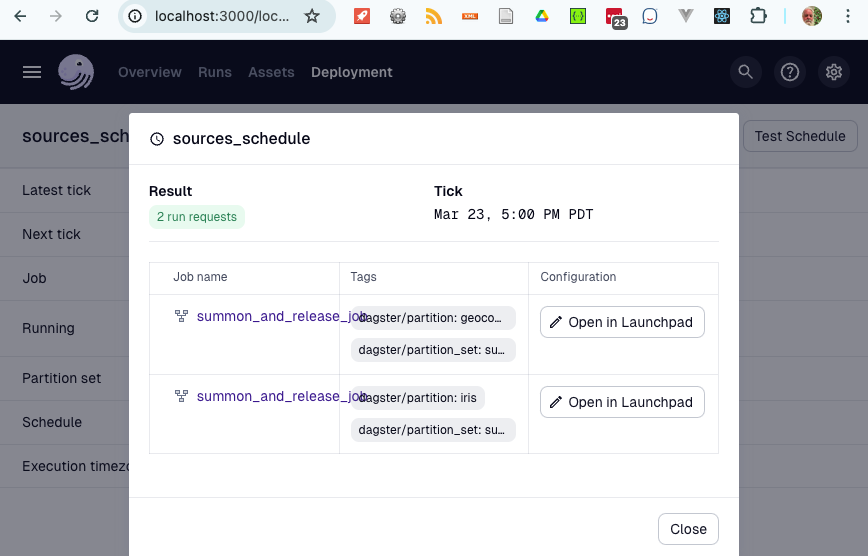 localhost:3000/loc...
XML
23
Overview Runs Assets Deployment
sources_sch
Test Schedule
sources_schedule
Latest tick
Next tick
Job
Running
Partition set
Schedule
Execution timezo
Result
2 run requests
Tick
Mar 23, 5:00 PM PDT
Job name Tags Configuration
summon_and_release_job
dagster/partition: geoco...
Open in Launchpad
dagster/partition_set: su...
summon_and_release_job
dagster/partition: iris
Open in Launchpad
dagster/partition_set: su...
Close